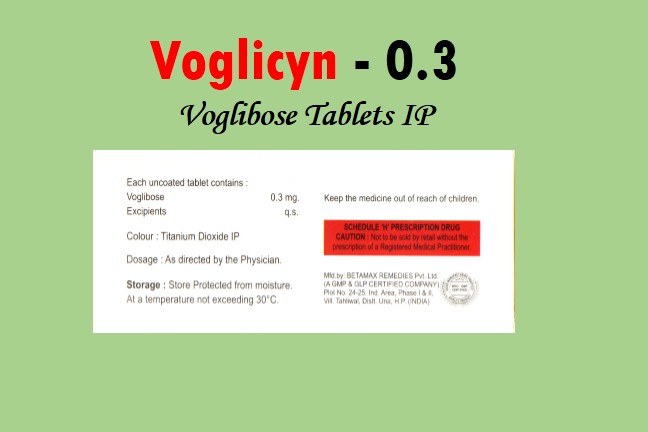 Voglicyn - 0.3
Voglibose Tablets IP
Each uncoated tablet contains :
Voglibose 0.3 mg.
Excipients q.s.
Colour : Titanium Dioxide IP
Dosage : As directed by the Physician.
Storage : Store Protected from moisture.
At a temperature not exceeding 30°C.
Keep the medicine out of reach of children.
SCHEDULE 'H' PRESCRIPTION DRUG
CAUTION : Not to be sold by retail without the
prescription of a Registered Medical Practitioner.
Mfd.by: BETAMAX REMEDIES Pvt. Ltd.
(A GMP & GLP CERTIFIED COMPANY)
Plot No. 24-25, Ind. Area, Phase I & II,
Vill. Tahliwal, Distt. Una, H.P. (INDIA)